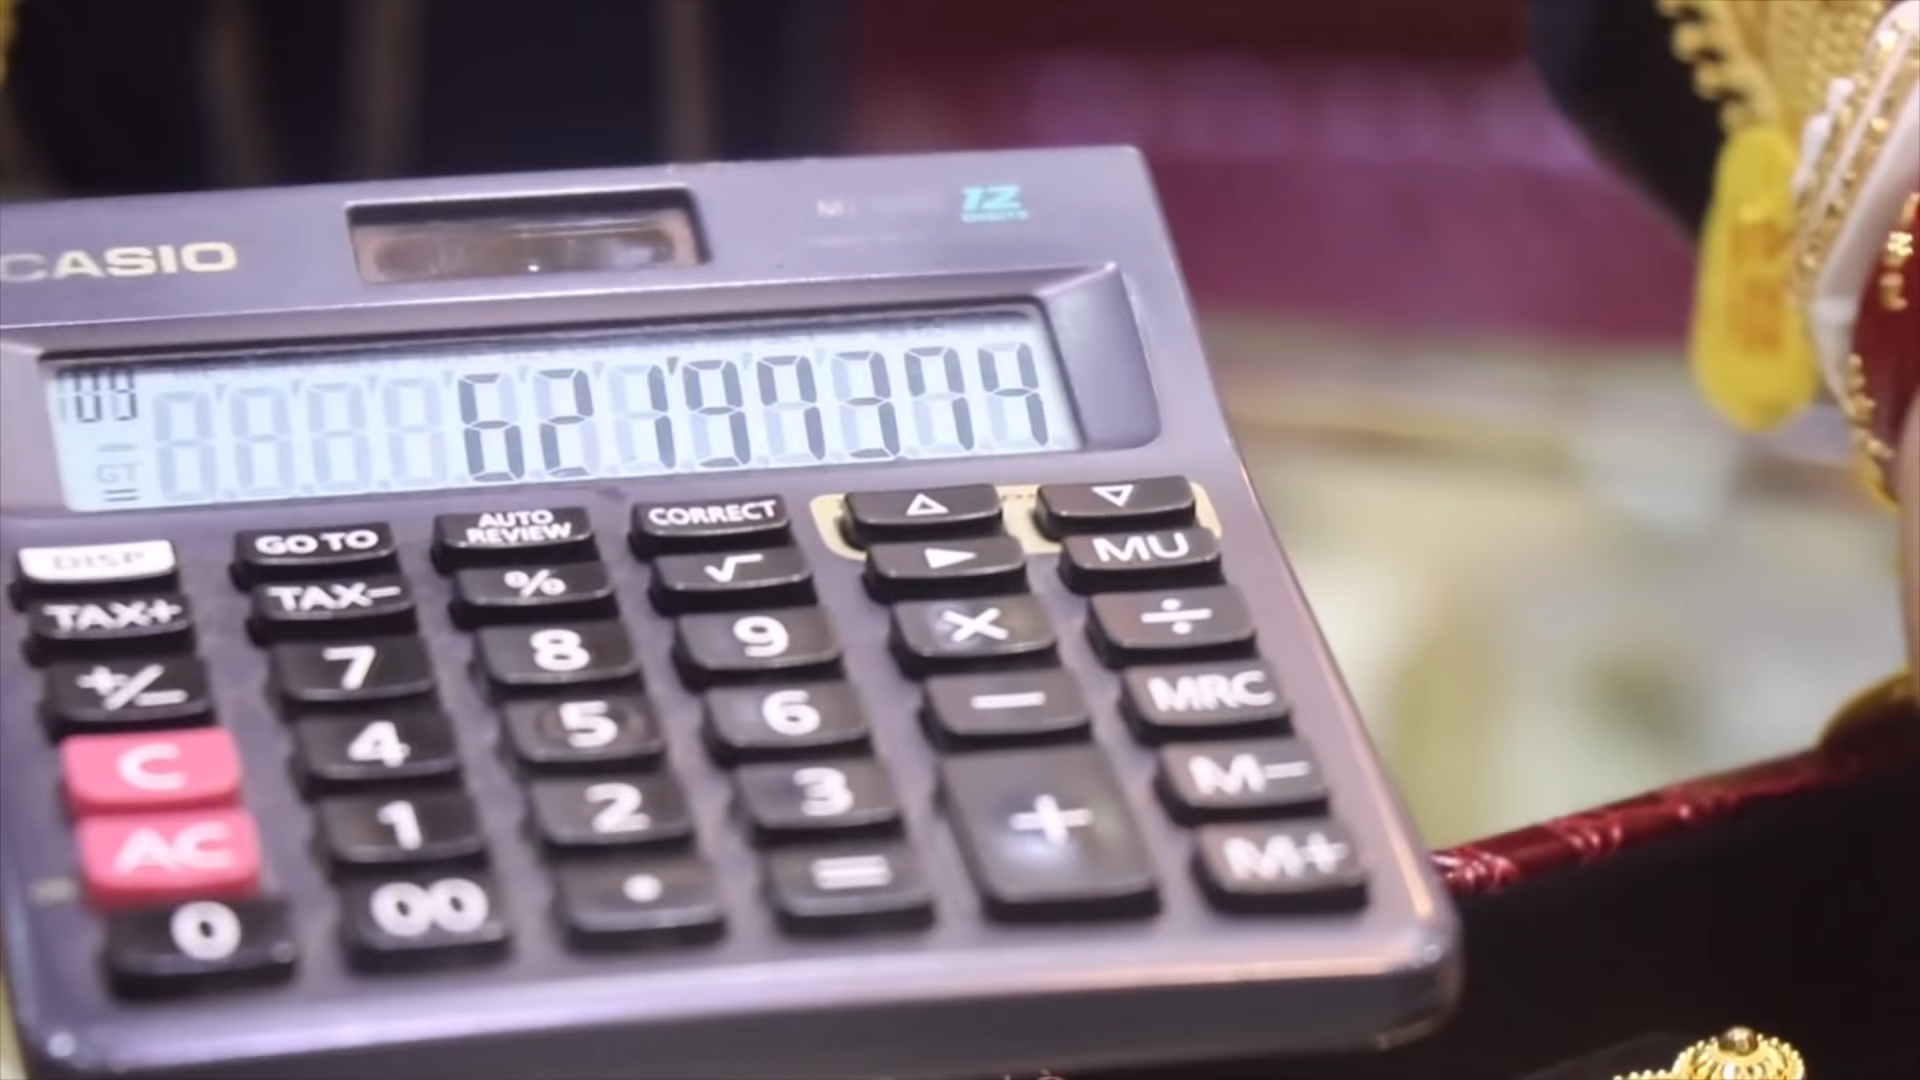 12
DIGITS
CASIO
GT
DISP GO TO AUTO REVIEW CORRECT △ ▽
TAX+ TAX− % √ ▶ MU
+/− 7 8 9 × ÷
C 4 5 6 − MRC
AC 1 2 3 + M−
0 00 • = M+